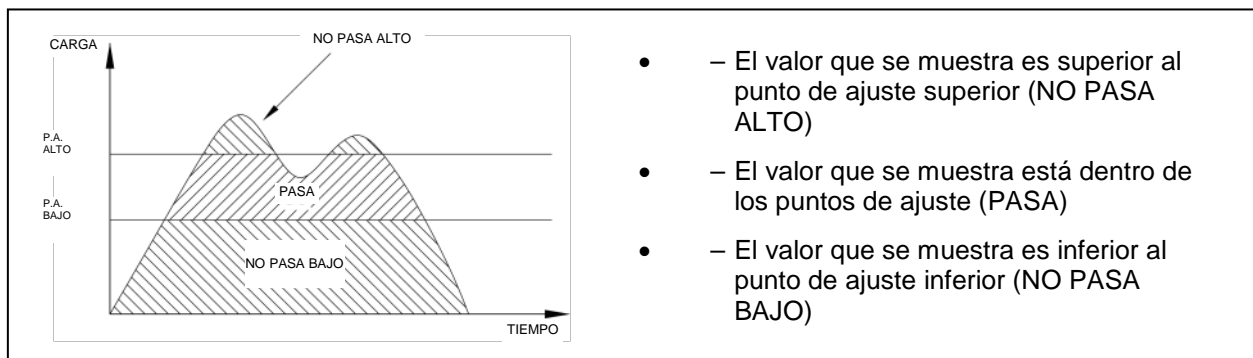 CARGA
NO PASA ALTO
P.A.
ALTO
PASA
P.A.
BAJO
NO PASA BAJO
TIEMPO
• – El valor que se muestra es superior al
punto de ajuste superior (NO PASA
ALTO)
• – El valor que se muestra está dentro de
los puntos de ajuste (PASA)
• – El valor que se muestra es inferior al
punto de ajuste inferior (NO PASA
BAJO)